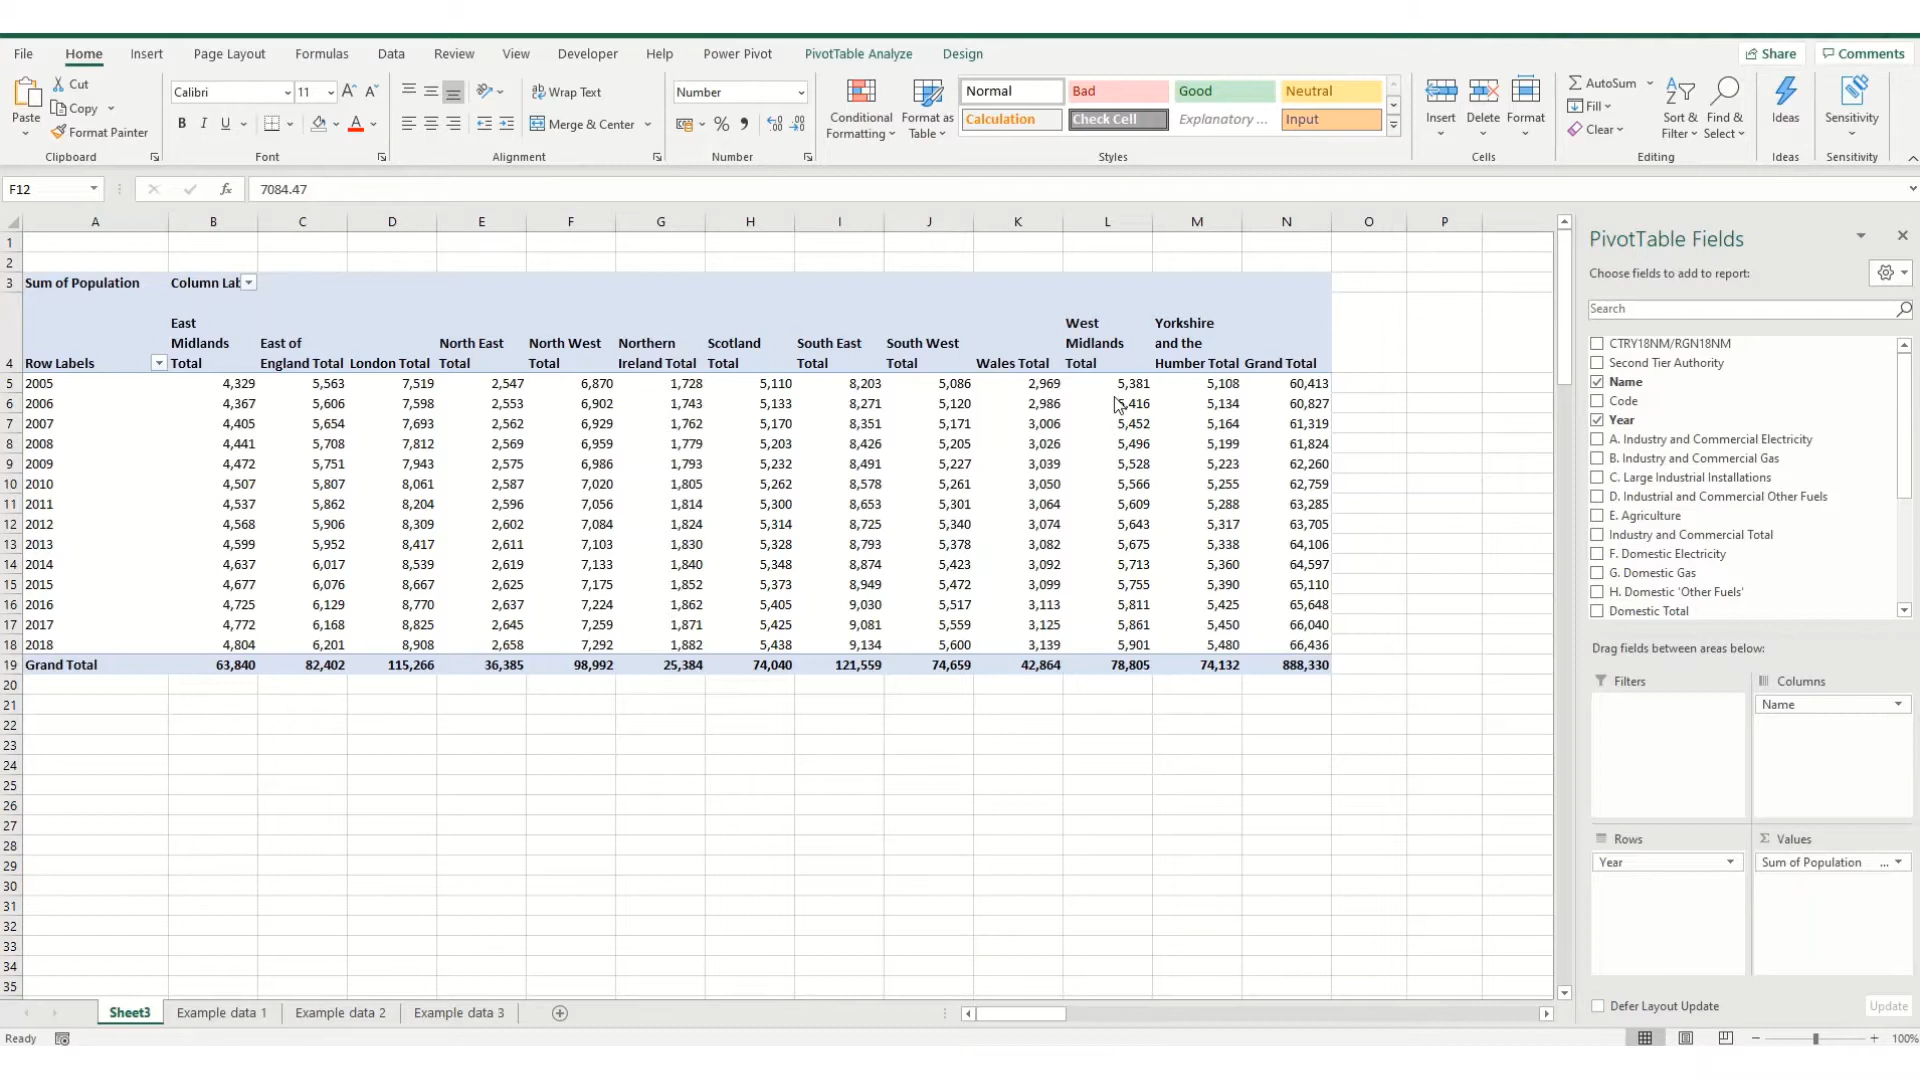 File Home Insert Page Layout Formulas Data Review View Developer Help Power Pivot PivotTable Analyze Design Share Comments
Paste Cut Copy Format Painter Clipboard
Calibri 11 A A B I U A Font
Wrap Text Merge & Center Alignment
Number % Number
Conditional Formatting Format as Table
Normal Bad Good Neutral
Calculation Check Cell Explanatory ... Input
Styles
Insert Delete Format Cells
AutoSum Fill Clear Sort & Filter Find & Select Editing
Ideas Ideas
Sensitivity Sensitivity
F12 fx 7084.47
A B C D E F G H I J K L M N O P
1
2
3 Sum of Population Column Lab
4 Row Labels East Midlands Total East of England Total London Total North East Total North West Total Northern Ireland Total Scotland Total South East Total South West Total Wales Total West Midlands Total Yorkshire and the Humber Total Grand Total
5 2005 4,329 5,563 7,519 2,547 6,870 1,728 5,110 8,203 5,086 2,969 5,381 5,108 60,413
6 2006 4,367 5,606 7,598 2,553 6,902 1,743 5,133 8,271 5,120 2,986 5,416 5,134 60,827
7 2007 4,405 5,654 7,693 2,562 6,929 1,762 5,170 8,351 5,171 3,006 5,452 5,164 61,319
8 2008 4,441 5,708 7,812 2,569 6,959 1,779 5,203 8,426 5,205 3,026 5,496 5,199 61,824
9 2009 4,472 5,751 7,943 2,575 6,986 1,793 5,232 8,491 5,227 3,039 5,528 5,223 62,260
10 2010 4,507 5,807 8,061 2,587 7,020 1,805 5,262 8,578 5,261 3,050 5,566 5,255 62,759
11 2011 4,537 5,862 8,204 2,596 7,056 1,814 5,300 8,653 5,301 3,064 5,609 5,288 63,285
12 2012 4,568 5,906 8,309 2,602 7,084 1,824 5,314 8,725 5,340 3,074 5,643 5,317 63,705
13 2013 4,599 5,952 8,417 2,611 7,103 1,830 5,328 8,793 5,378 3,082 5,675 5,338 64,106
14 2014 4,637 6,017 8,539 2,619 7,133 1,840 5,348 8,874 5,423 3,092 5,713 5,360 64,597
15 2015 4,677 6,076 8,667 2,625 7,175 1,852 5,373 8,949 5,472 3,099 5,755 5,390 65,110
16 2016 4,725 6,129 8,770 2,637 7,224 1,862 5,405 9,030 5,517 3,113 5,811 5,425 65,648
17 2017 4,772 6,168 8,825 2,645 7,259 1,871 5,425 9,081 5,559 3,125 5,861 5,450 66,040
18 2018 4,804 6,201 8,908 2,658 7,292 1,882 5,438 9,134 5,600 3,139 5,901 5,480 66,436
19 Grand Total 63,840 82,402 115,266 36,385 98,992 25,384 74,040 121,559 74,659 42,864 78,805 74,132 888,330
20
21
22
23
24
25
26
27
28
29
30
31
32
33
34
35
PivotTable Fields
Choose fields to add to report:
Search
CTRY18NM/RGN18NM
Second Tier Authority
Name
Code
Year
A. Industry and Commercial Electricity
B. Industry and Commercial Gas
C. Large Industrial Installations
D. Industrial and Commercial Other Fuels
E. Agriculture
Industry and Commercial Total
F. Domestic Electricity
G. Domestic Gas
H. Domestic 'Other Fuels'
Domestic Total
Drag fields between areas below:
Filters Columns
Name
Rows Σ Values
Year Sum of Population ...
Defer Layout Update Update
Sheet3 Example data 1 Example data 2 Example data 3
Ready 100%